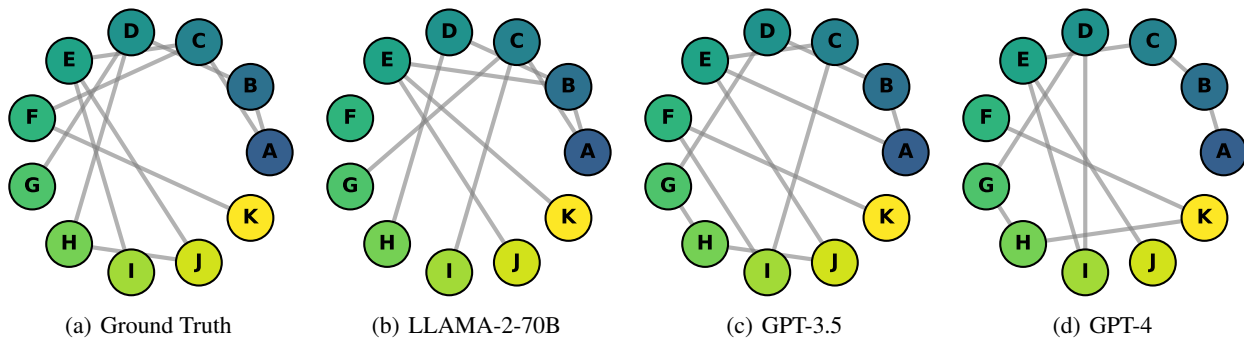 D C D C D C D C
E B E B E B E B
F A F A F A F A
G K G K G K G K
H I J H I J H I J H I J
(a) Ground Truth (b) LLAMA-2-70B (c) GPT-3.5 (d) GPT-4